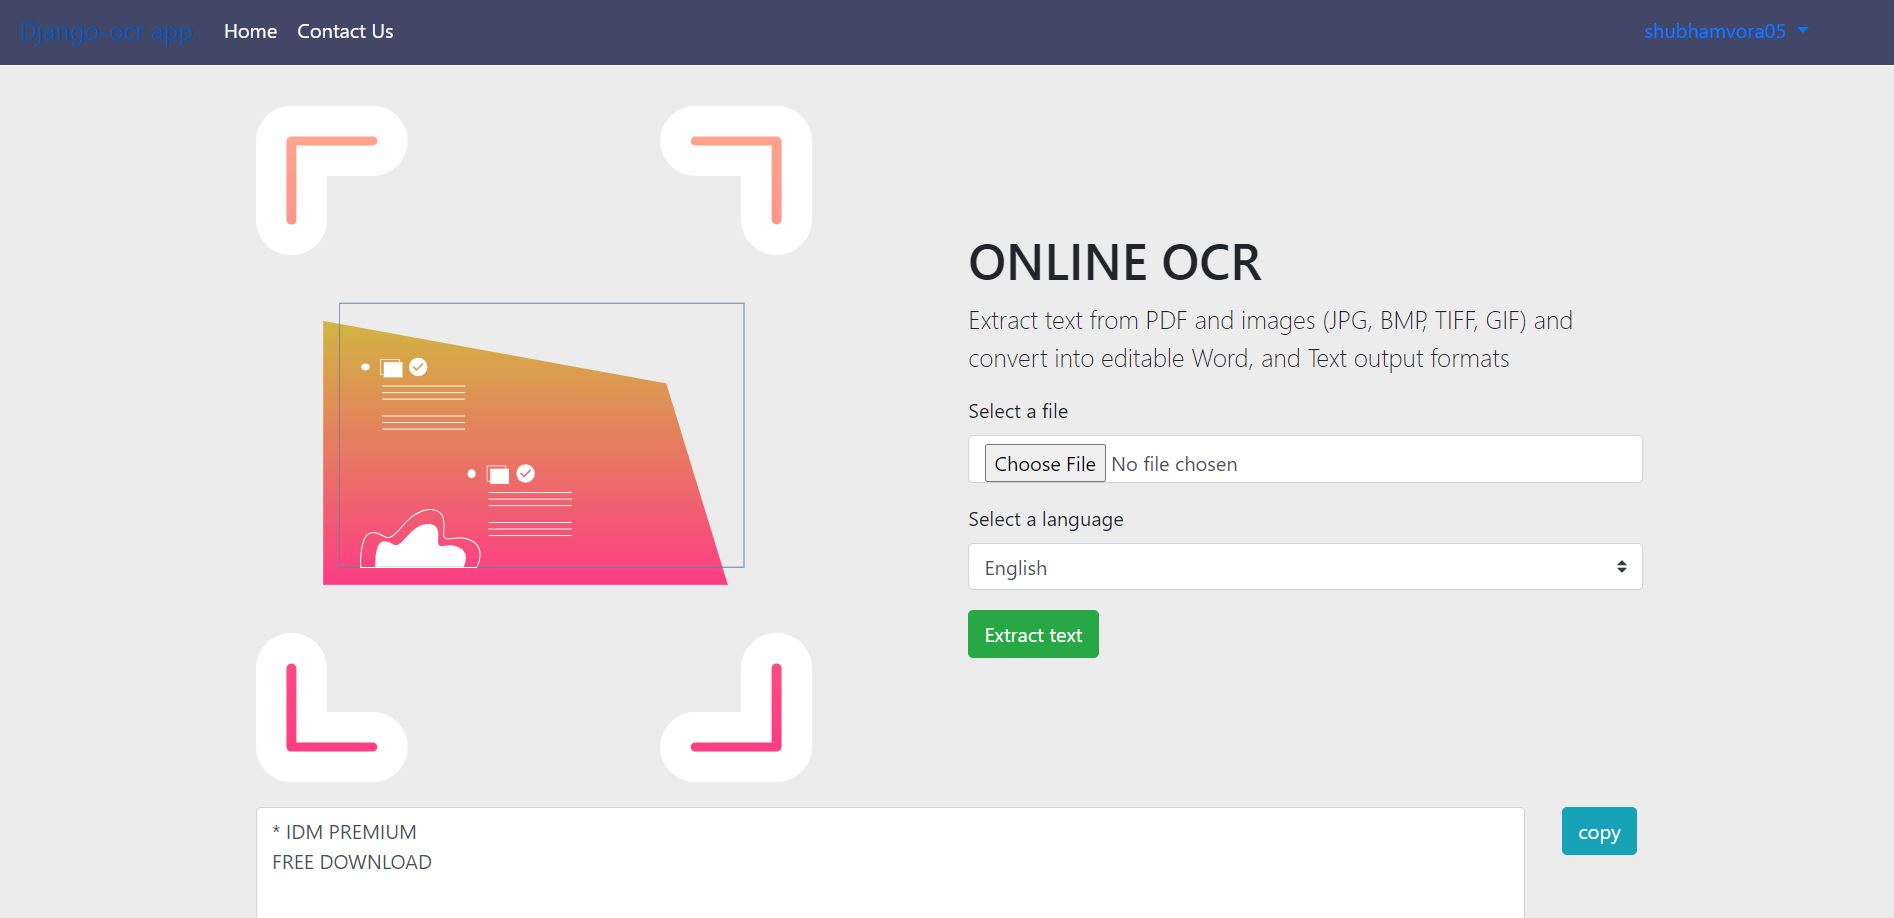 Django-ocr app Home Contact Us shubhamvora05
ONLINE OCR
Extract text from PDF and images (JPG, BMP, TIFF, GIF) and
convert into editable Word, and Text output formats
Select a file
Choose File No file chosen
Select a language
English
Extract text
* IDM PREMIUM
FREE DOWNLOAD
copy